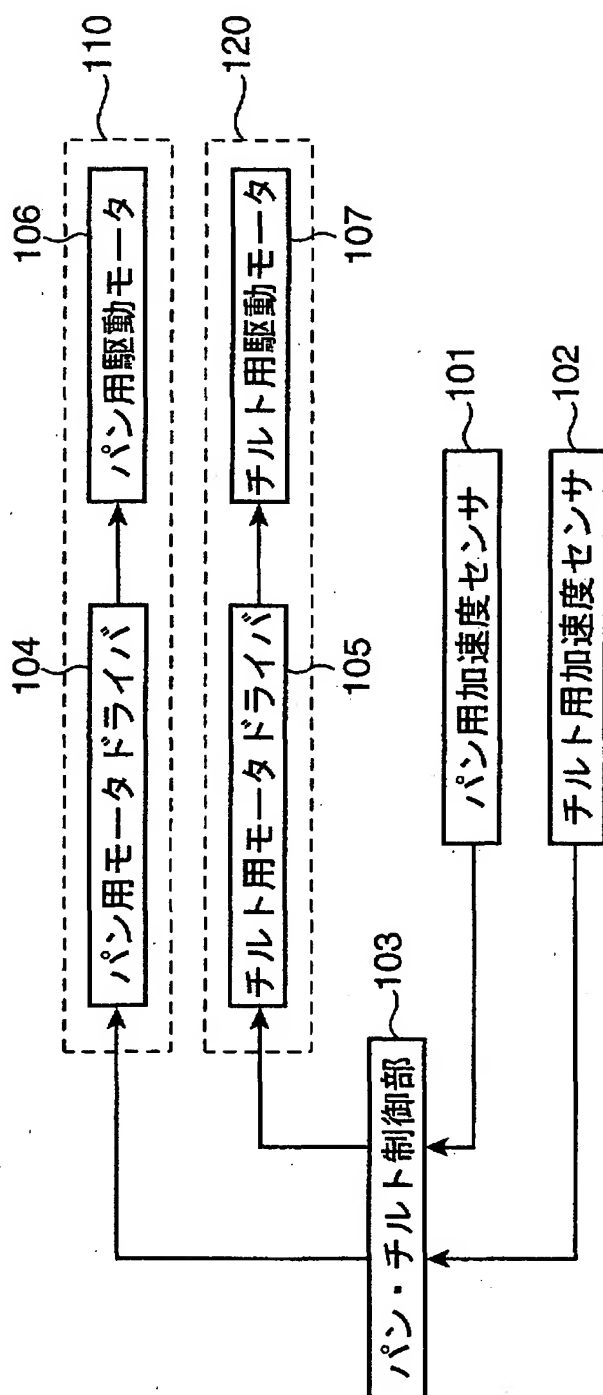 110
106
パン用駆動モータ
104
パン用モータドライバ
120
チルト用駆動モータ
107
チルト用モータドライバ
105
103
パン・チルト制御部
パン用加速度センサ
101
チルト用加速度センサ
102